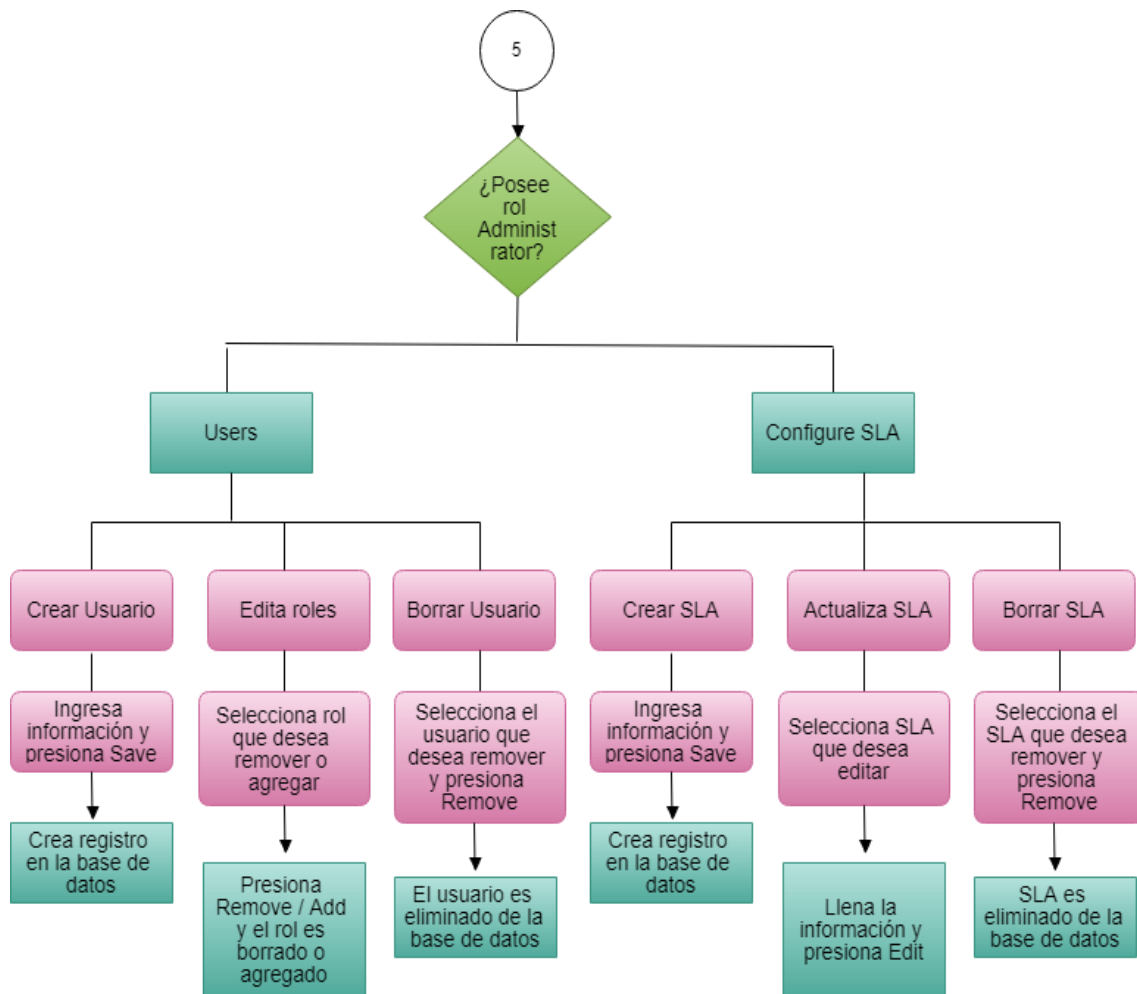 5
¿Posee
rol
Administ
rator?
Users
Configure SLA
Crear Usuario
Edita roles
Borrar Usuario
Crear SLA
Actualiza SLA
Borrar SLA
Ingresa
información y
presiona Save
Selecciona rol
que desea
remover o
agregar
Selecciona el
usuario que
desea remover
y presiona
Remove
Ingresa
información y
presiona Save
Selecciona SLA
que desea
editar
Selecciona el
SLA que desea
remover y
presiona
Remove
Crea registro
en la base de
datos
Presiona
Remove / Add
y el rol es
borrado o
agregado
El usuario es
eliminado de la
base de datos
Crea registro
en la base de
datos
Llena la
información y
presiona Edit
SLA es
eliminado de la
base de datos